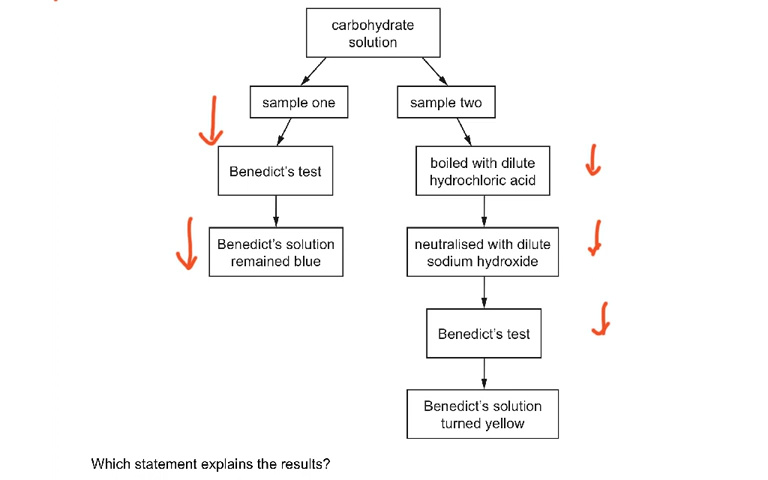 carbohydrate
solution
sample one
sample two
Benedict's test
boiled with dilute
hydrochloric acid
Benedict's solution
remained blue
neutralised with dilute
sodium hydroxide
Benedict's test
Benedict's solution
turned yellow
Which statement explains the results?